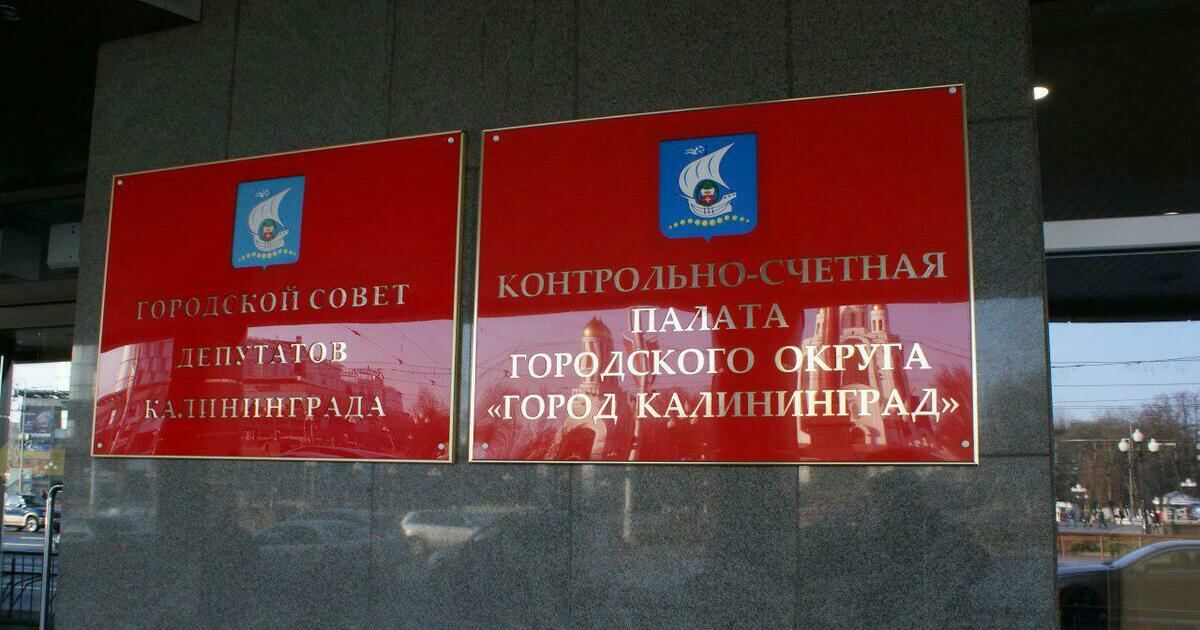 ГОРОДСКОЙ СОВЕТ
ДЕПУТАТОВ
КАЛИНИНГРАДА
КОНТРОЛЬНО-СЧЕТНАЯ
ПАЛАТА
ГОРОДСКОГО ОКРУГА
«ГОРОД КАЛИНИНГРАД»